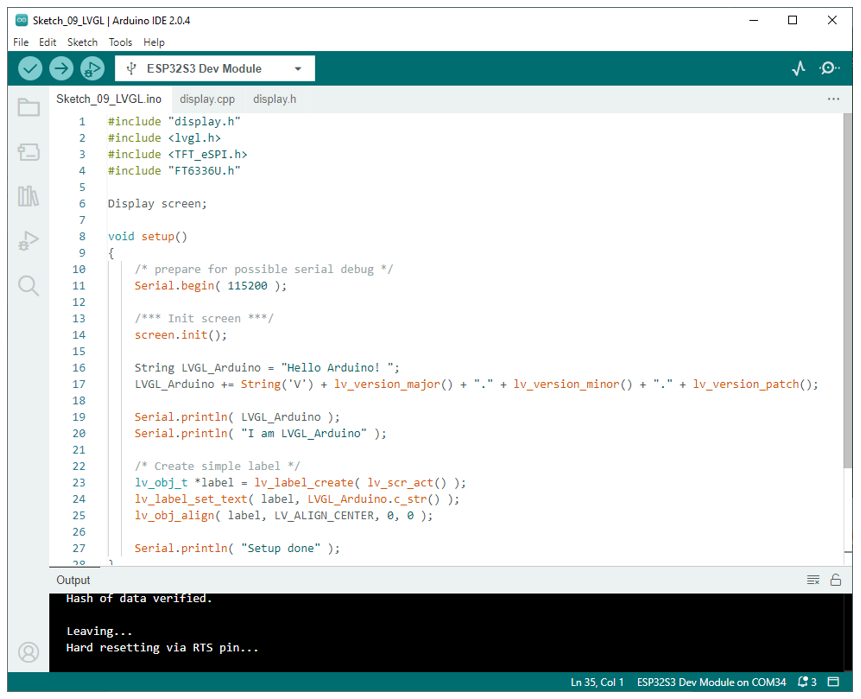 Sketch_09_LVGL | Arduino IDE 2.0.4
File Edit Sketch Tools Help
ESP32S3 Dev Module
Sketch_09_LVGL.ino display.cpp display.h
1 #include "display.h"
2 #include <lvgl.h>
3 #include <TFT_eSPI.h>
4 #include "FT6336U.h"
5
6 Display screen;
7
8 void setup()
9 {
10 /* prepare for possible serial debug */
11 Serial.begin( 115200 );
12
13 /*** Init screen ***/
14 screen.init();
15
16 String LVGL_Arduino = "Hello Arduino! ";
17 LVGL_Arduino += String('V') + lv_version_major() + "." + lv_version_minor() + "." + lv_version_patch();
18
19 Serial.println( LVGL_Arduino );
20 Serial.println( "I am LVGL_Arduino" );
21
22 /* Create simple label */
23 lv_obj_t *label = lv_label_create( lv_scr_act() );
24 lv_label_set_text( label, LVGL_Arduino.c_str() );
25 lv_obj_align( label, LV_ALIGN_CENTER, 0, 0 );
26
27 Serial.println( "Setup done" );
28 }
Output
Hash of data verified.
Leaving...
Hard resetting via RTS pin...
Ln 35, Col 1 ESP32S3 Dev Module on COM34 3